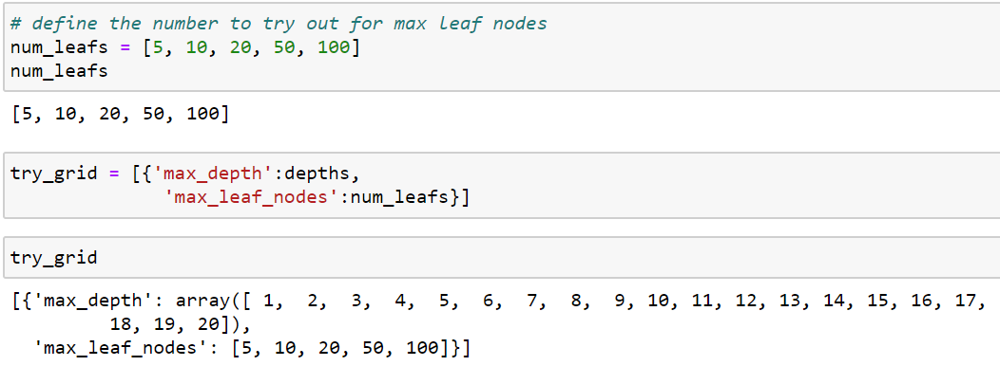 # define the number to try out for max leaf nodes
num_leafs = [5, 10, 20, 50, 100]
num_leafs
[5, 10, 20, 50, 100]
try_grid = [{'max_depth':depths,
'max_leaf_nodes':num_leafs}]
try_grid
[{'max_depth': array([ 1,  2,  3,  4,  5,  6,  7,  8,  9, 10, 11, 12, 13, 14, 15, 16, 17,
18, 19, 20]),
'max_leaf_nodes': [5, 10, 20, 50, 100]}]